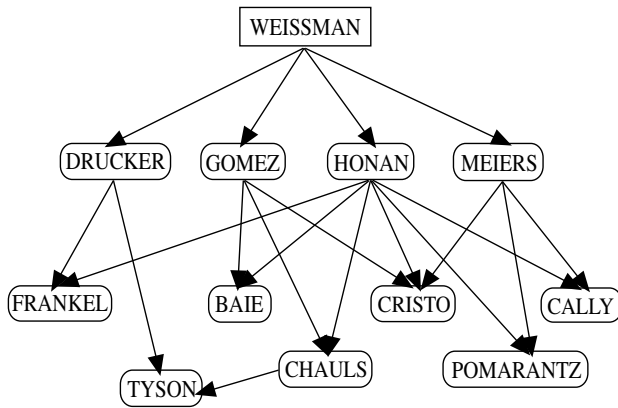 WEISSMAN
DRUCKER
GOMEZ
HONAN
MEIERS
FRANKEL
BAIE
CRISTO
CALLY
TYSON
CHAULS
POMARANTZ